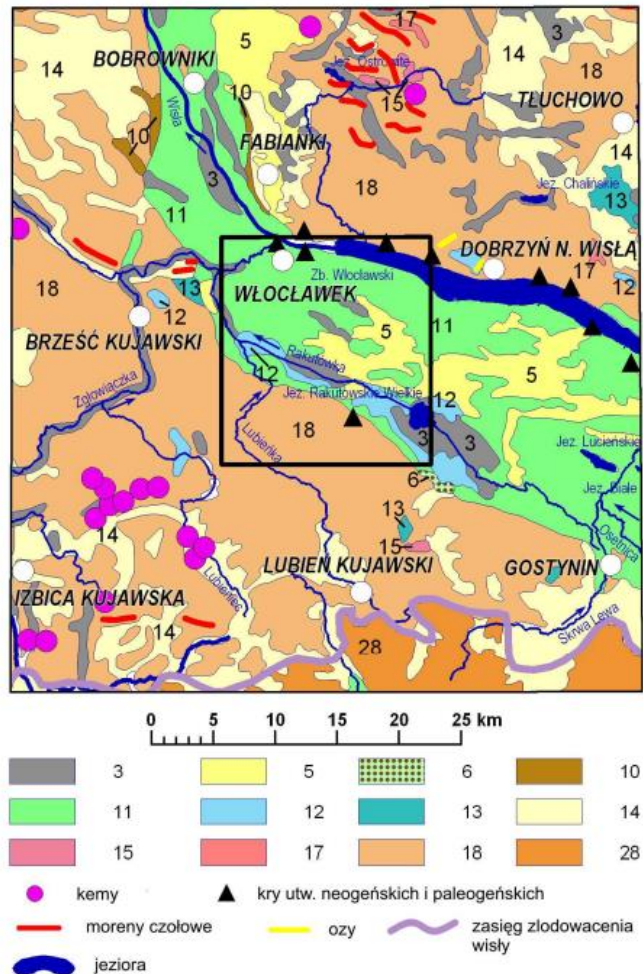 17
5
3
14
BOBROWNIKI
Jez. Ostrowite
18
15
TŁUCHOWO
10
10
Wisła
FABIANKI
14
3
18
Jez. Chalińskie
13
11
DOBRZYŃ N. WISŁĄ
17
12
Zb. Włocławski
WŁOCŁAWEK
18
13
12
5
11
BRZEŚĆ KUJAWSKI
Rakutówka
5
12
12
Zgłowiączka
Jez. Rakutowskie Wielkie
18
3
3
Jez. Lucieńskie
Lubieńka
6
Jez. Białe
13
Osetnica
14
15
LUBIEŃ KUJAWSKI
GOSTYNIN
IZBICA KUJAWSKA
Lubieniec
Skrwa Lewa
14
28
0 5 10 15 20 25 km
3 5 6 10
11 12 13 14
15 17 18 28
kemy kry utw. neogeńskich i paleogeńskich
moreny czołowe ozy zasięg zlodowacenia
wisły
jeziora